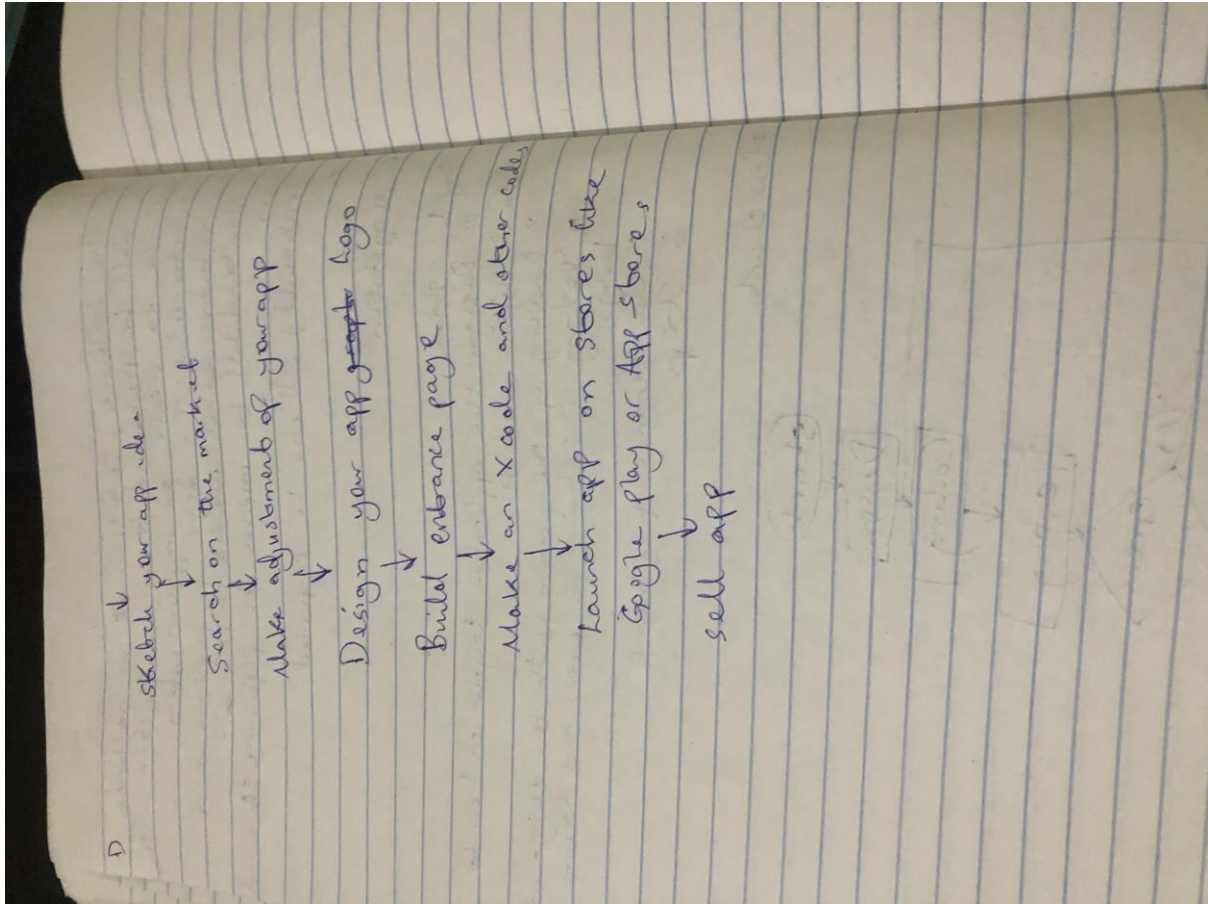 D
↓
sketch your app idea
↓
Search on the market
↓
Make adjustment of your app
↓
Design your app graph Logo
↓
Build entrance page
↓
Make an X code and other codes
↓
Launch app on stores like
Google play or App-stores
↓
sell app